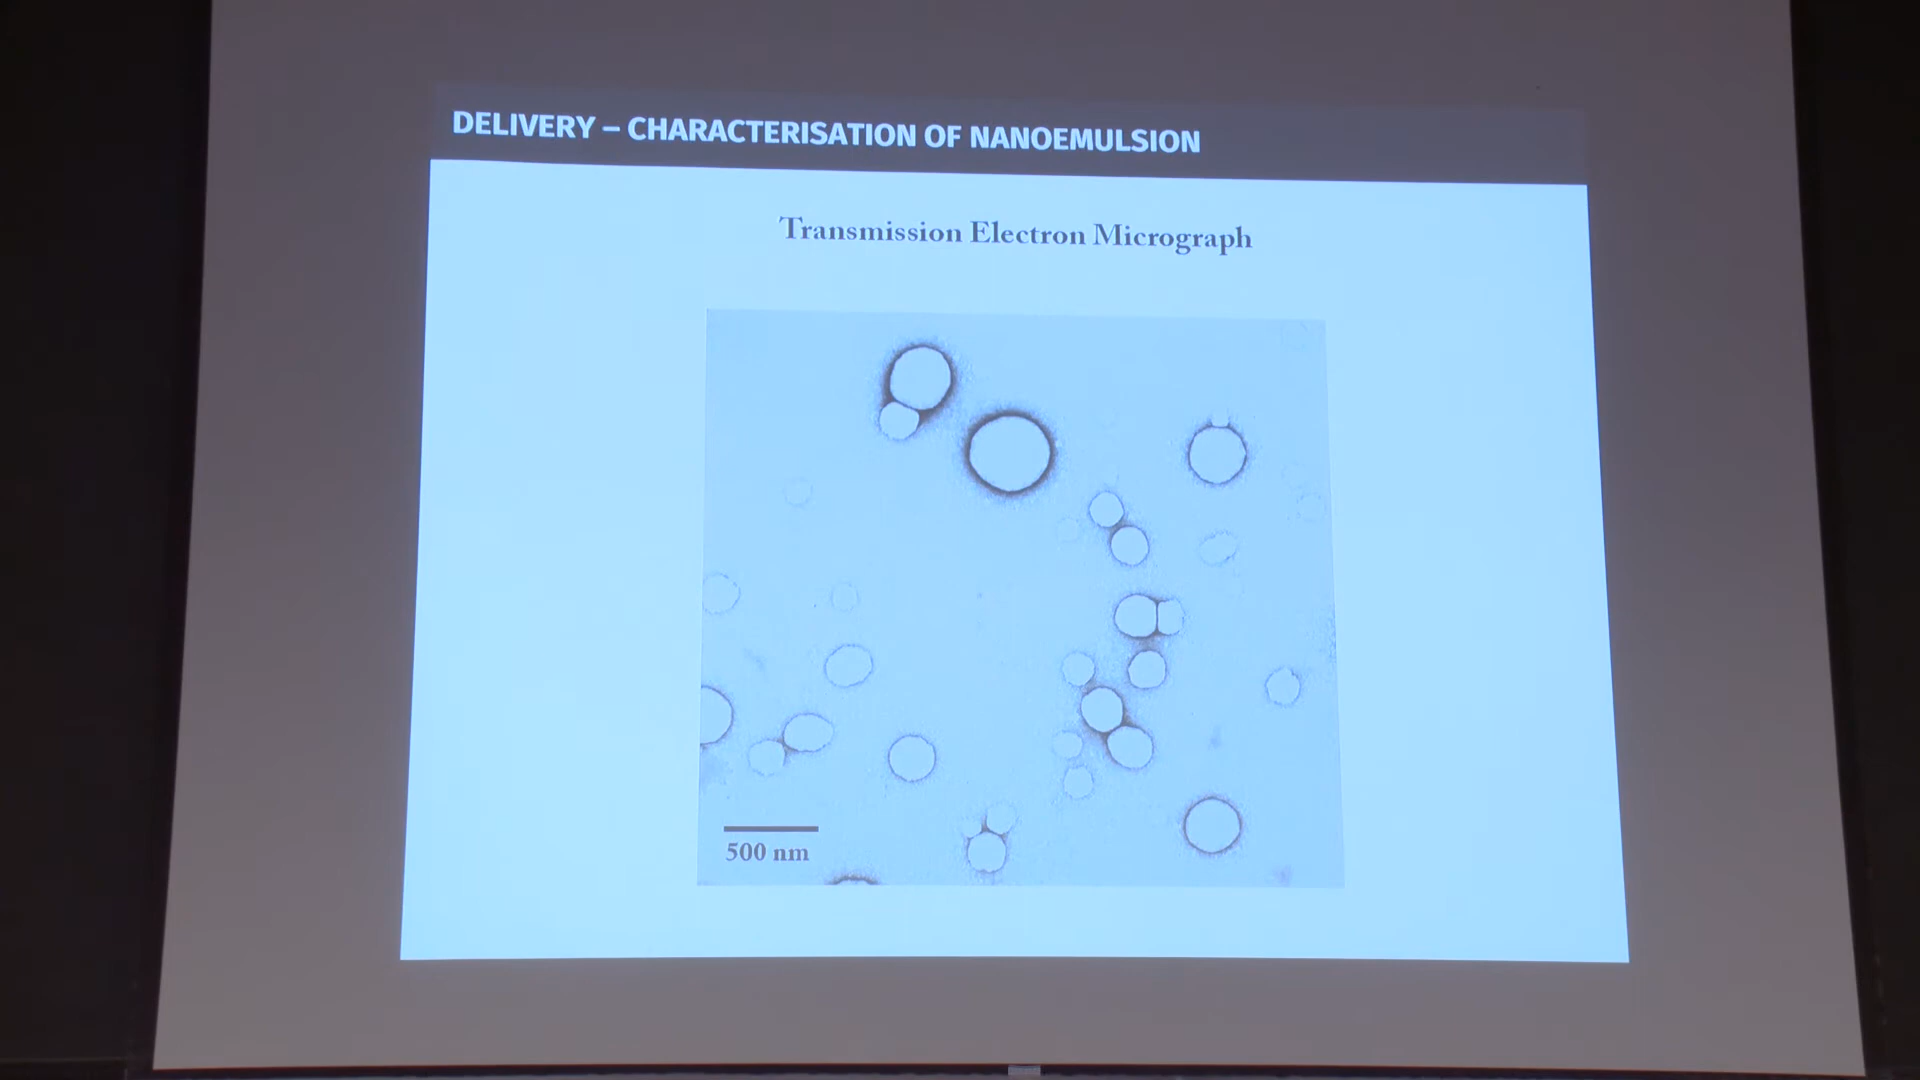 DELIVERY – CHARACTERISATION OF NANOEMULSION
Transmission Electron Micrograph
500 nm